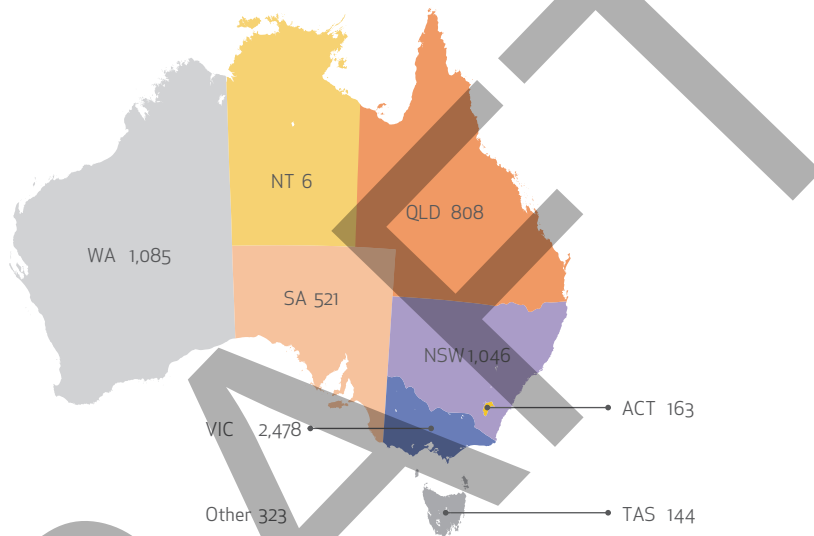 NT 6
QLD 808
WA 1,085
SA 521
NSW 1,046
ACT 163
VIC 2,478
Other 323
TAS 144